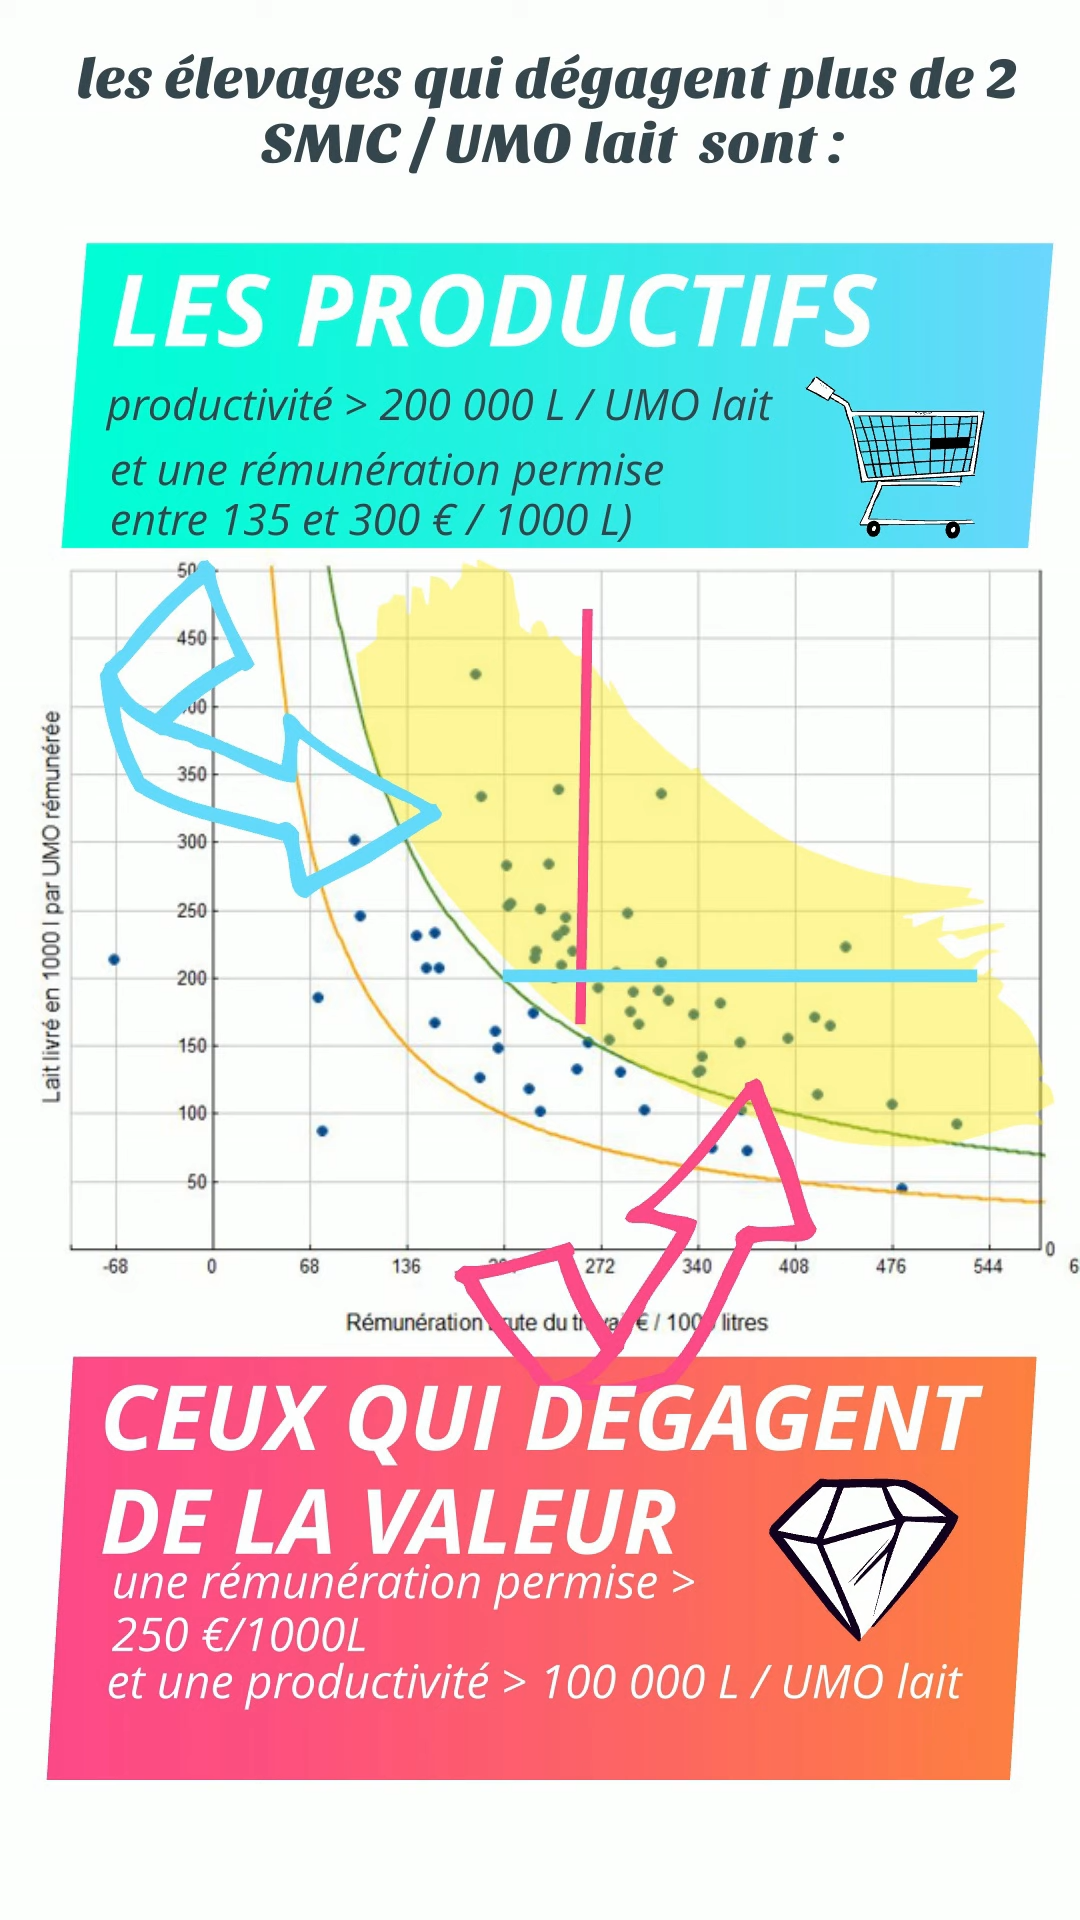 les élevages qui dégagent plus de 2
SMIC / UMO lait sont :
LES PRODUCTIFS
productivité > 200 000 L / UMO lait
et une rémunération permise
entre 135 et 300 € / 1000 L)
Lait livré en 1000 l par UMO rémunérée
450
350
300
250
200
150
100
50
0
-68
0
68
136
272
340
408
476
544
Rémunération du € / litres
CEUX QUI DEGAGENT
DE LA VALEUR
une rémunération permise >
250 €/1000L
et une productivité > 100 000 L / UMO lait